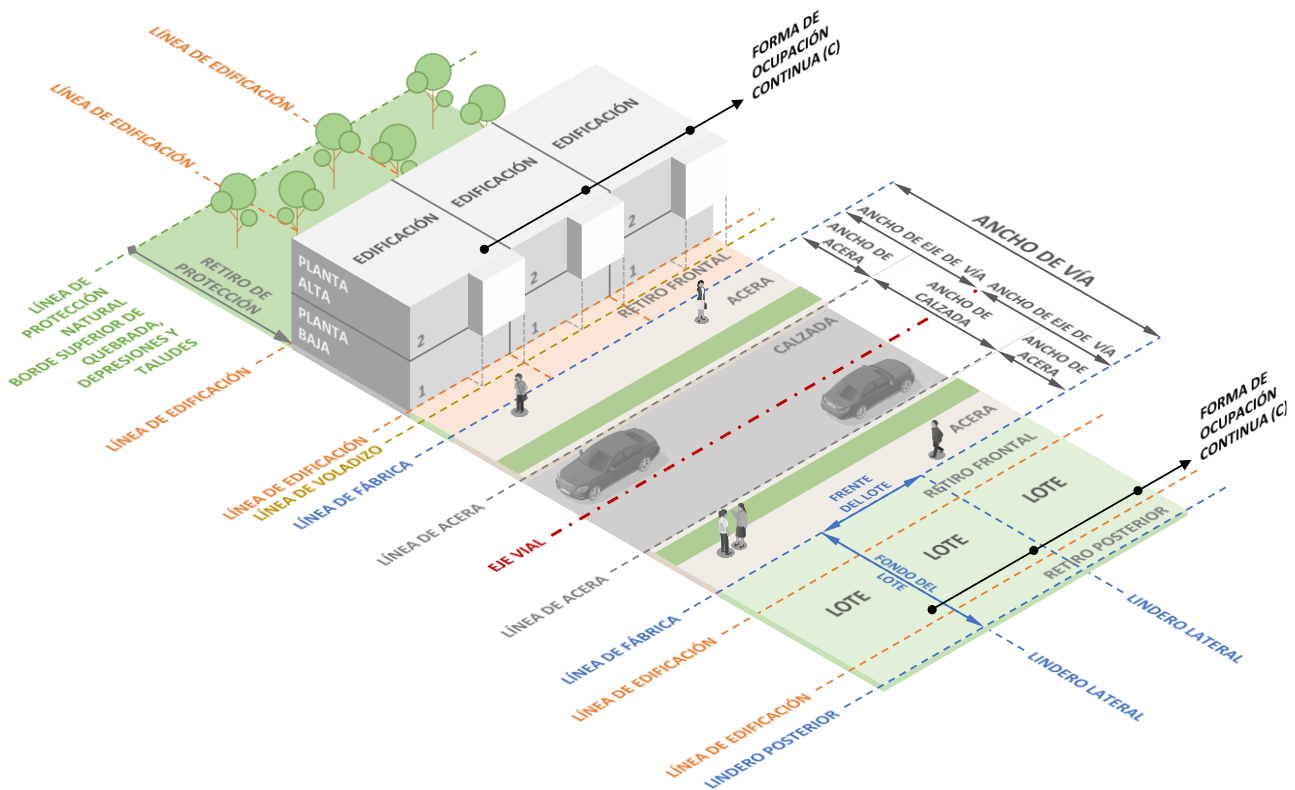 LÍNEA DE EDIFICACIÓN
LÍNEA DE EDIFICACIÓN
FORMA DE
OCUPACIÓN
CONTINUA (C)
EDIFICACIÓN
EDIFICACIÓN
EDIFICACIÓN
PLANTA
ALTA
PLANTA
BAJA
2
1
2
1
2
1
RETIRO DE
PROTECCIÓN
LÍNEA DE
PROTECCIÓN
NATURAL
BORDE SUPERIOR DE
QUEBRADA,
DEPRESIONES Y
TALUDES
LÍNEA DE EDIFICACIÓN
LÍNEA DE EDIFICACIÓN
LÍNEA DE VOLADIZO
LÍNEA DE FÁBRICA
LÍNEA DE ACERA
EJE VIAL
LÍNEA DE ACERA
LÍNEA DE FÁBRICA
LÍNEA DE EDIFICACIÓN
LÍNEA DE EDIFICACIÓN
LINDERO POSTERIOR
RETIRO FRONTAL
ACERA
CALZADA
ACERA
RETIRO FRONTAL
ANCHO DE VÍA
ANCHO DE EJE DE VÍA
ANCHO DE EJE DE VÍA
ANCHO DE
ACERA
ANCHO DE
CALZADA
ANCHO DE
ACERA
FORMA DE
OCUPACIÓN
CONTINUA (C)
FRENTE
DEL LOTE
FONDO DEL
LOTE
LOTE
LOTE
LOTE
RETIRO POSTERIOR
LINDERO LATERAL
LINDERO LATERAL